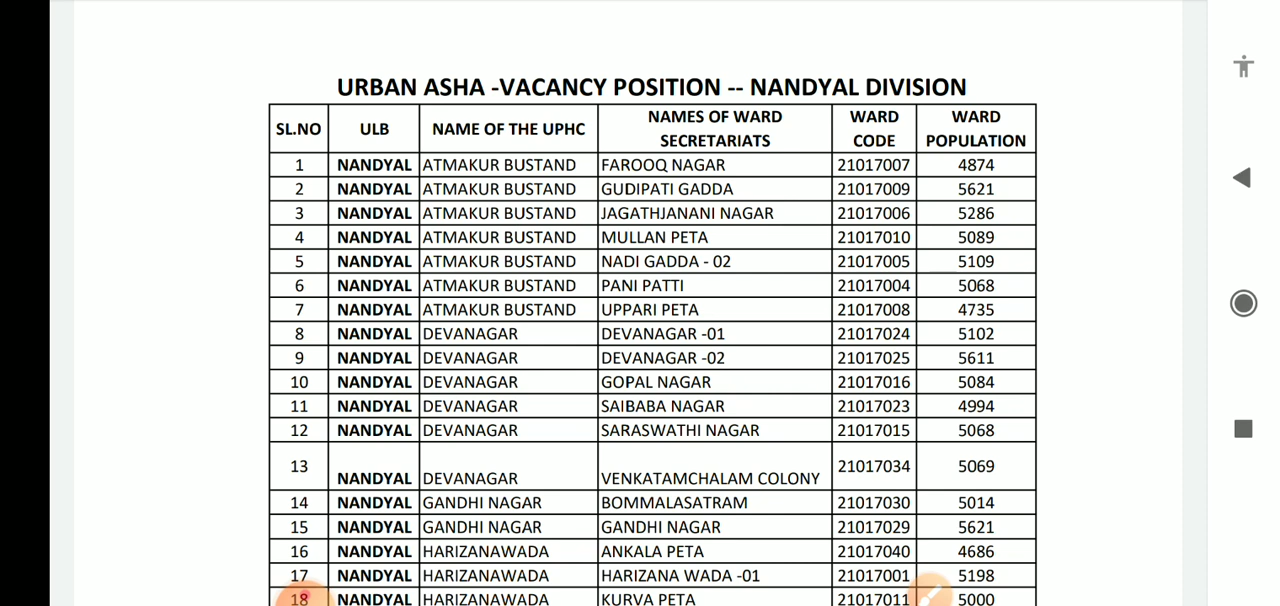 URBAN ASHA -VACANCY POSITION -- NANDYAL DIVISION
SL.NO ULB NAME OF THE UPHC NAMES OF WARD SECRETARIATS WARD CODE WARD POPULATION
1 NANDYAL ATMAKUR BUSTAND FAROOQ NAGAR 21017007 4874
2 NANDYAL ATMAKUR BUSTAND GUDIPATI GADDA 21017009 5621
3 NANDYAL ATMAKUR BUSTAND JAGATHJANANI NAGAR 21017006 5286
4 NANDYAL ATMAKUR BUSTAND MULLAN PETA 21017010 5089
5 NANDYAL ATMAKUR BUSTAND NADI GADDA - 02 21017005 5109
6 NANDYAL ATMAKUR BUSTAND PANI PATTI 21017004 5068
7 NANDYAL ATMAKUR BUSTAND UPPARI PETA 21017008 4735
8 NANDYAL DEVANAGAR DEVANAGAR -01 21017024 5102
9 NANDYAL DEVANAGAR DEVANAGAR -02 21017025 5611
10 NANDYAL DEVANAGAR GOPAL NAGAR 21017016 5084
11 NANDYAL DEVANAGAR SAIBABA NAGAR 21017023 4994
12 NANDYAL DEVANAGAR SARASWATHI NAGAR 21017015 5068
13 NANDYAL DEVANAGAR VENKATAMCHALAM COLONY 21017034 5069
14 NANDYAL GANDHI NAGAR BOMMALASATRAM 21017030 5014
15 NANDYAL GANDHI NAGAR GANDHI NAGAR 21017029 5621
16 NANDYAL HARIZANAWADA ANKALA PETA 21017040 4686
17 NANDYAL HARIZANAWADA HARIZANA WADA -01 21017001 5198
18 NANDYAL HARIZANAWADA KURVA PETA 21017011 5000